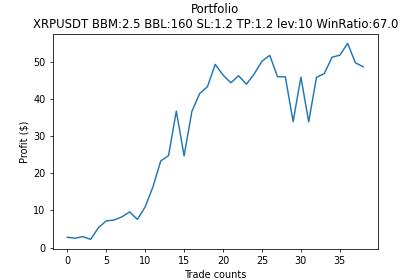 Portfolio
XRPUSDT BBM:2.5 BBL:160 SL:1.2 TP:1.2 lev:10 WinRatio:67.0
50
40
30
20
10
0
Profit ($)
0 5 10 15 20 25 30 35
Trade counts